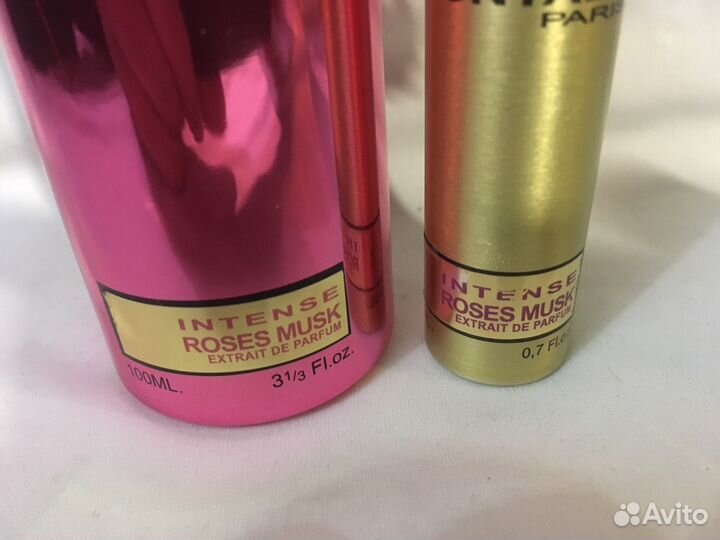 INTENSE
ROSES MUSK
EXTRAIT DE PARFUM
100ML. 3 1/3 Fl.oz.
PARIS
INTENSE
ROSES MUSK
EXTRAIT DE PARFUM
0,7 Fl.o
Avito